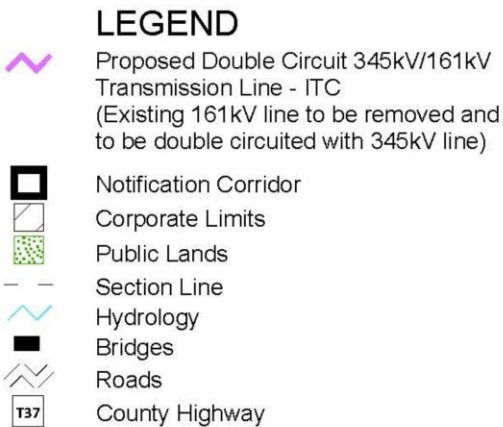 LEGEND
Proposed Double Circuit 345kV/161kV
Transmission Line - ITC
(Existing 161kV line to be removed and
to be double circuited with 345kV line)
Notification Corridor
Corporate Limits
Public Lands
Section Line
Hydrology
Bridges
Roads
T37 County Highway